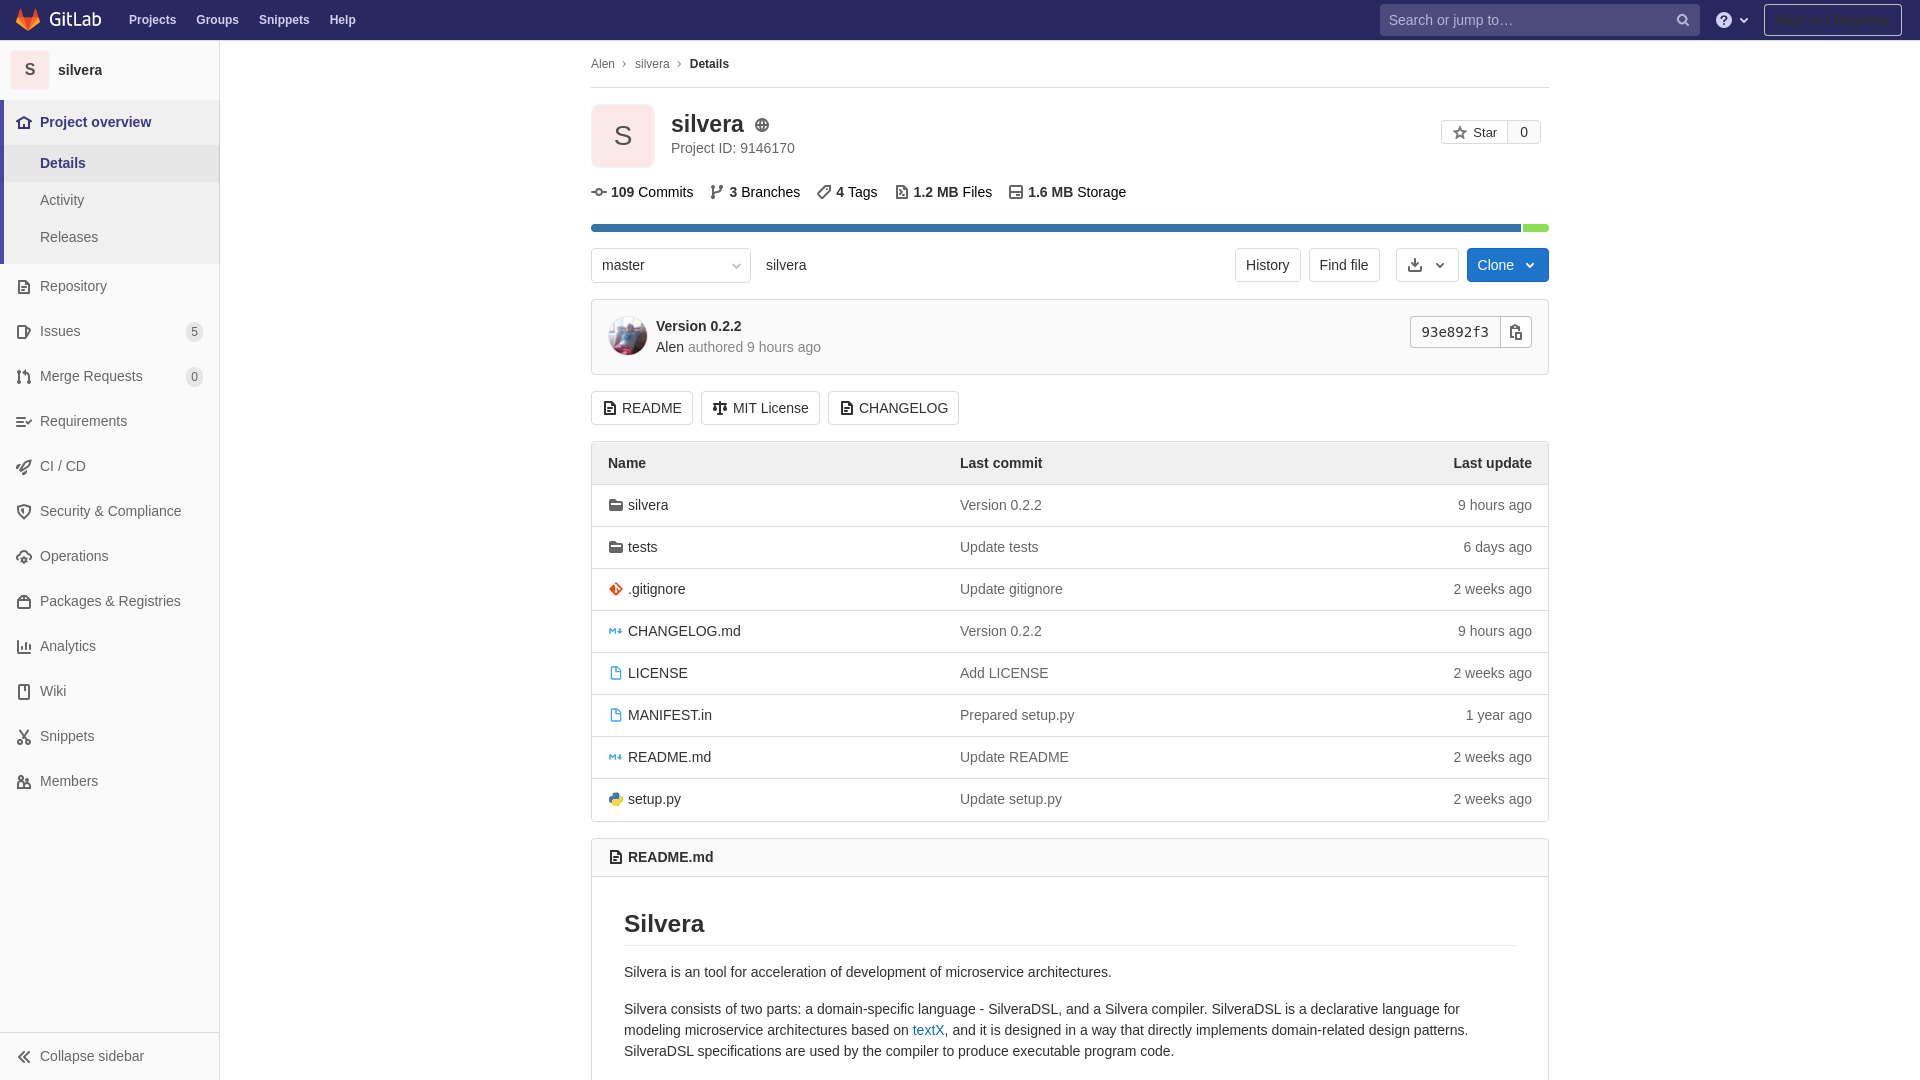 GitLab Projects Groups Snippets Help Search or jump to…
S silvera
Project overview
Details
Activity
Releases
Repository
Issues 5
Merge Requests 0
Requirements
CI / CD
Security & Compliance
Operations
Packages & Registries
Analytics
Wiki
Snippets
Members
Collapse sidebar
Alen silvera Details
S
silvera
Project ID: 9146170
Star 0
109 Commits 3 Branches 4 Tags 1.2 MB Files 1.6 MB Storage
master silvera History Find file Clone
Version 0.2.2
Alen authored 9 hours ago
93e892f3
README MIT License CHANGELOG
Name Last commit Last update
silvera Version 0.2.2 9 hours ago
tests Update tests 6 days ago
.gitignore Update gitignore 2 weeks ago
CHANGELOG.md Version 0.2.2 9 hours ago
LICENSE Add LICENSE 2 weeks ago
MANIFEST.in Prepared setup.py 1 year ago
README.md Update README 2 weeks ago
setup.py Update setup.py 2 weeks ago
README.md
Silvera
Silvera is an tool for acceleration of development of microservice architectures.
Silvera consists of two parts: a domain-specific language - SilveraDSL, and a Silvera compiler. SilveraDSL is a declarative language for
modeling microservice architectures based on textX, and it is designed in a way that directly implements domain-related design patterns.
SilveraDSL specifications are used by the compiler to produce executable program code.